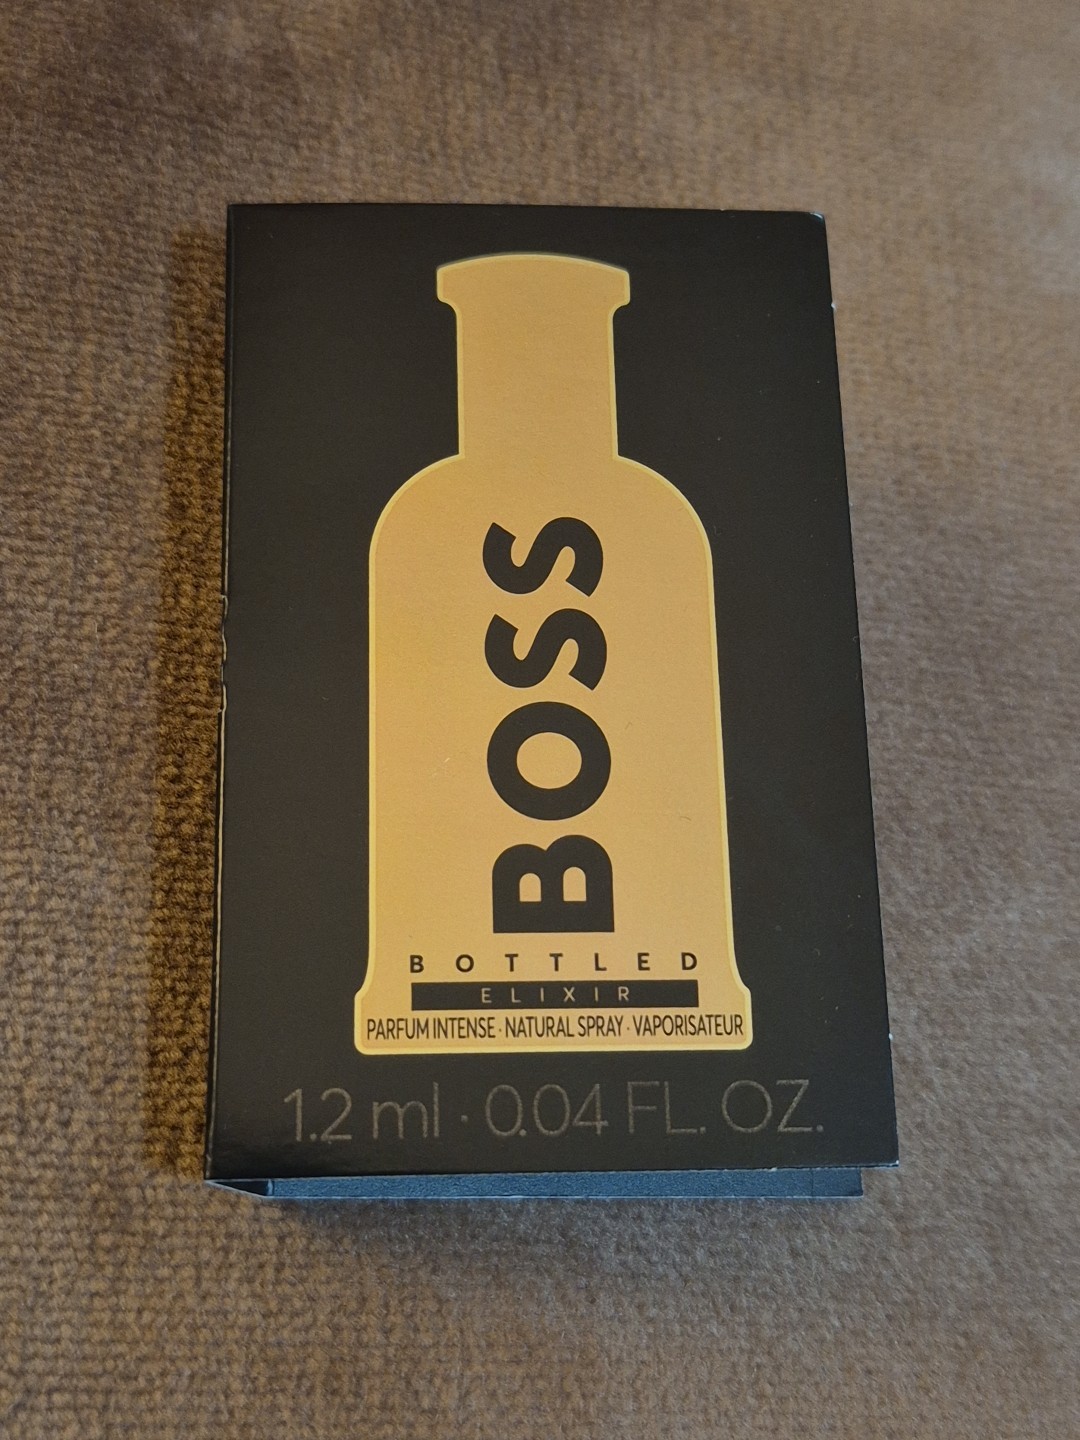 BOSS
BOTTLED
ELIXIR
PARFUM INTENSE · NATURAL SPRAY · VAPORISATEUR
1.2 ml · 0.04 FL. OZ.